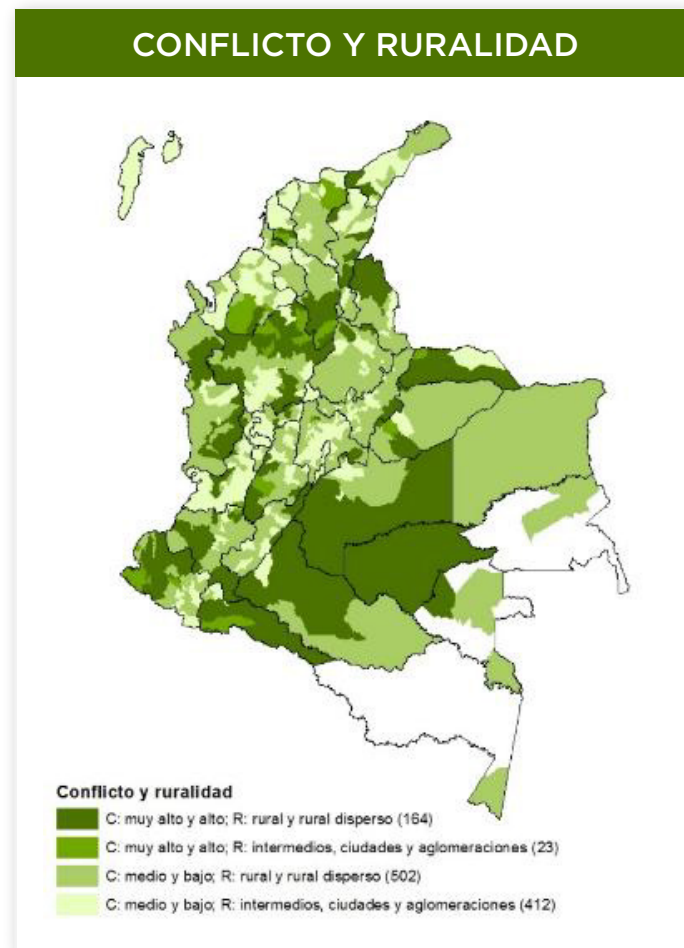 CONFLICTO Y RURALIDAD
Conflicto y ruralidad
C: muy alto y alto; R: rural y rural disperso (164)
C: muy alto y alto; R: intermedios, ciudades y aglomeraciones (23)
C: medio y bajo; R: rural y rural disperso (502)
C: medio y bajo; R: intermedios, ciudades y aglomeraciones (412)